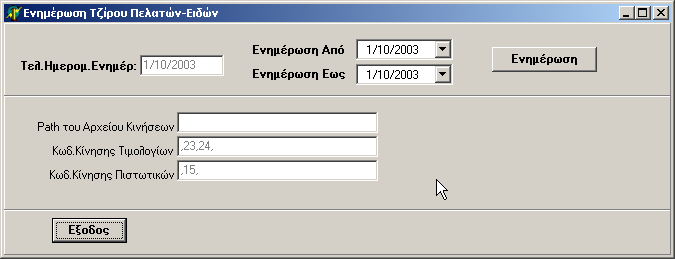 Ενημέρωση Τζίρου Πελατών-Ειδών
Τελ.Ημερομ.Ενημέρ: 1/10/2003
Ενημέρωση Από 1/10/2003
Ενημέρωση Εως 1/10/2003
Ενημέρωση
Path του Αρχείου Κινήσεων
Κωδ.Κίνησης Τιμολογίων ,23,24,
Κωδ.Κίνησης Πιστωτικών ,15,
Εξοδος